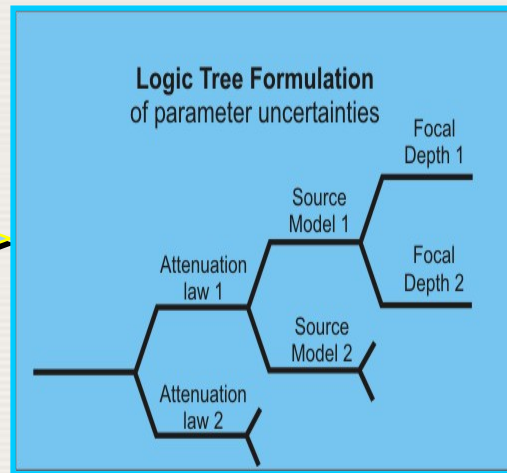 Logic Tree Formulation
of parameter uncertainties
Focal
Depth 1
Source
Model 1
Focal
Depth 2
Attenuation
law 1
Source
Model 2
Attenuation
law 2